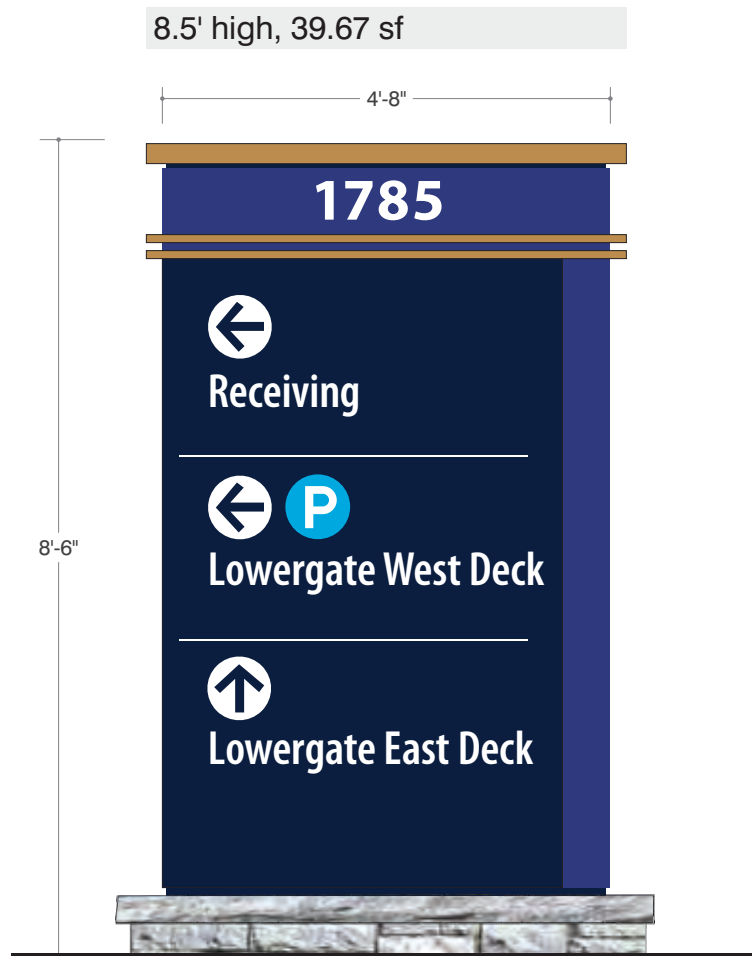 8.5' high, 39.67 sf
4'-8"
1785
Receiving
8'-6"
P
Lowergate West Deck
Lowergate East Deck